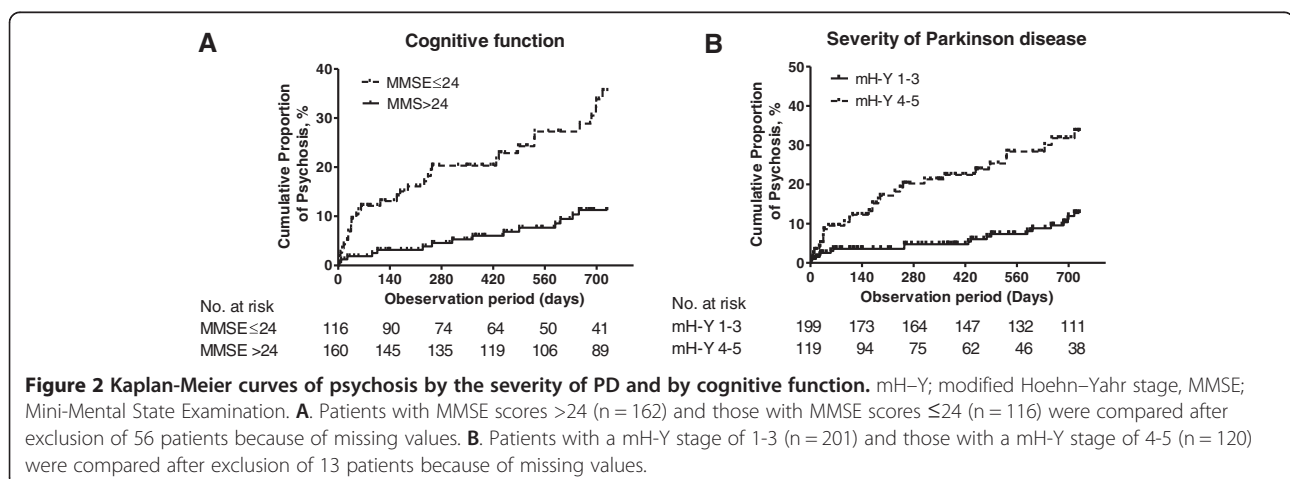 A
Cognitive function
Cumulative Proportion
of Psychosis, %
40
30
20
10
0
MMSE≤24
MMS>24
0 140 280 420 560 700
Obeservation period (days)
No. at risk
MMSE≤24 116 90 74 64 50 41
MMSE >24 160 145 135 119 106 89
B
Severity of Parkinson disease
Cumulative Proportion
of Psychosis, %
50
40
30
20
10
0
mH-Y 1-3
mH-Y 4-5
0 140 280 420 560 700
Observation period (Days)
No. at risk
mH-Y 1-3 199 173 164 147 132 111
mH-Y 4-5 119 94 75 62 46 38
Figure 2 Kaplan-Meier curves of psychosis by the severity of PD and by cognitive function. mH–Y; modified Hoehn–Yahr stage, MMSE;
Mini-Mental State Examination. A. Patients with MMSE scores >24 (n = 162) and those with MMSE scores ≤24 (n = 116) were compared after
exclusion of 56 patients because of missing values. B. Patients with a mH-Y stage of 1-3 (n = 201) and those with a mH-Y stage of 4-5 (n = 120)
were compared after exclusion of 13 patients because of missing values.